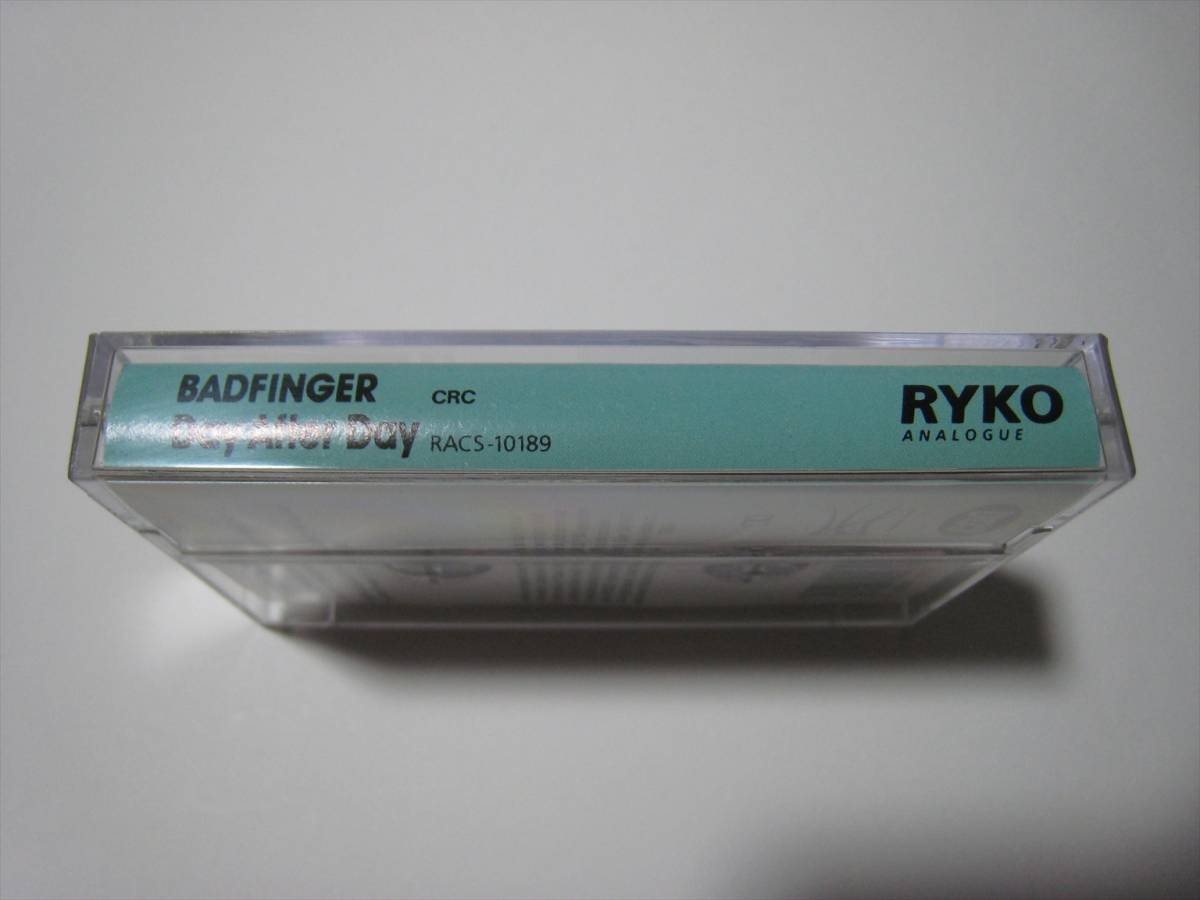 BADFINGER CRC
Day After Day RACS-10189
RYKO
ANALOGUE